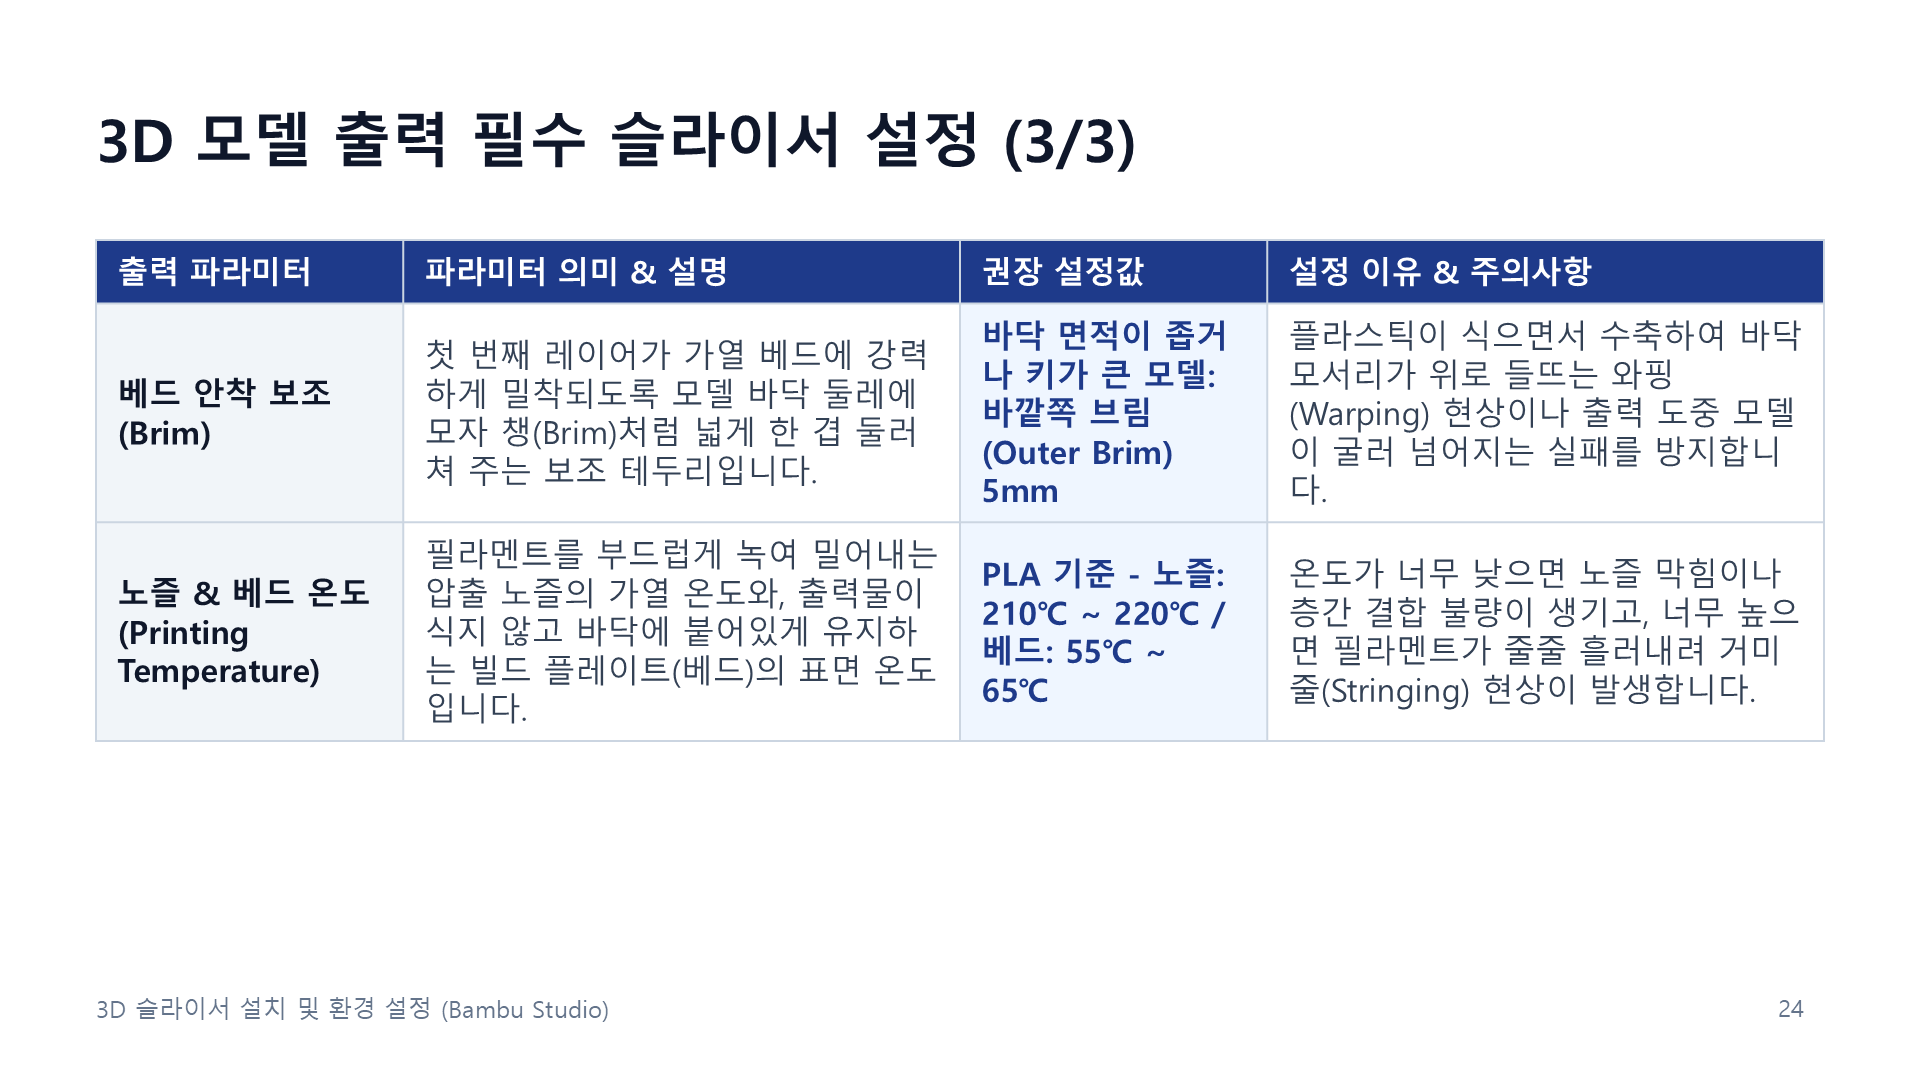 3D 모델 출력 필수 슬라이서 설정 (3/3)
출력 파라미터
파라미터 의미 & 설명
권장 설정값
설정 이유 & 주의사항
베드 안착 보조
(Brim)
첫 번째 레이어가 가열 베드에 강력
하게 밀착되도록 모델 바닥 둘레에
모자 챙(Brim)처럼 넓게 한 겹 둘러
쳐 주는 보조 테두리입니다.
바닥 면적이 좁거
나 키가 큰 모델:
바깥쪽 브림
(Outer Brim)
5mm
플라스틱이 식으면서 수축하여 바닥
모서리가 위로 들뜨는 와핑
(Warping) 현상이나 출력 도중 모델
이 굴러 넘어지는 실패를 방지합니
다.
노즐 & 베드 온도
(Printing
Temperature)
필라멘트를 부드럽게 녹여 밀어내는
압출 노즐의 가열 온도와, 출력물이
식지 않고 바닥에 붙어있게 유지하
는 빌드 플레이트(베드)의 표면 온도
입니다.
PLA 기준 - 노즐:
210℃ ~ 220℃ /
베드: 55℃ ~
65℃
온도가 너무 낮으면 노즐 막힘이나
층간 결합 불량이 생기고, 너무 높으
면 필라멘트가 줄줄 흘러내려 거미
줄(Stringing) 현상이 발생합니다.
3D 슬라이서 설치 및 환경 설정 (Bambu Studio)
24